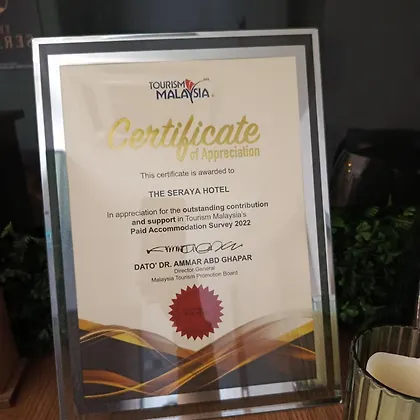 TOURISM
MALAYSIA
Certificate
of Appreciation
This certificate is awarded to
THE SERAYA HOTEL
In appreciation for the outstanding contribution
and support in Tourism Malaysia's
Paid Accommodation Survey 2022
DATO' DR. AMMAR ABD GHAPAR
Director General
Malaysia Tourism Promotion Board